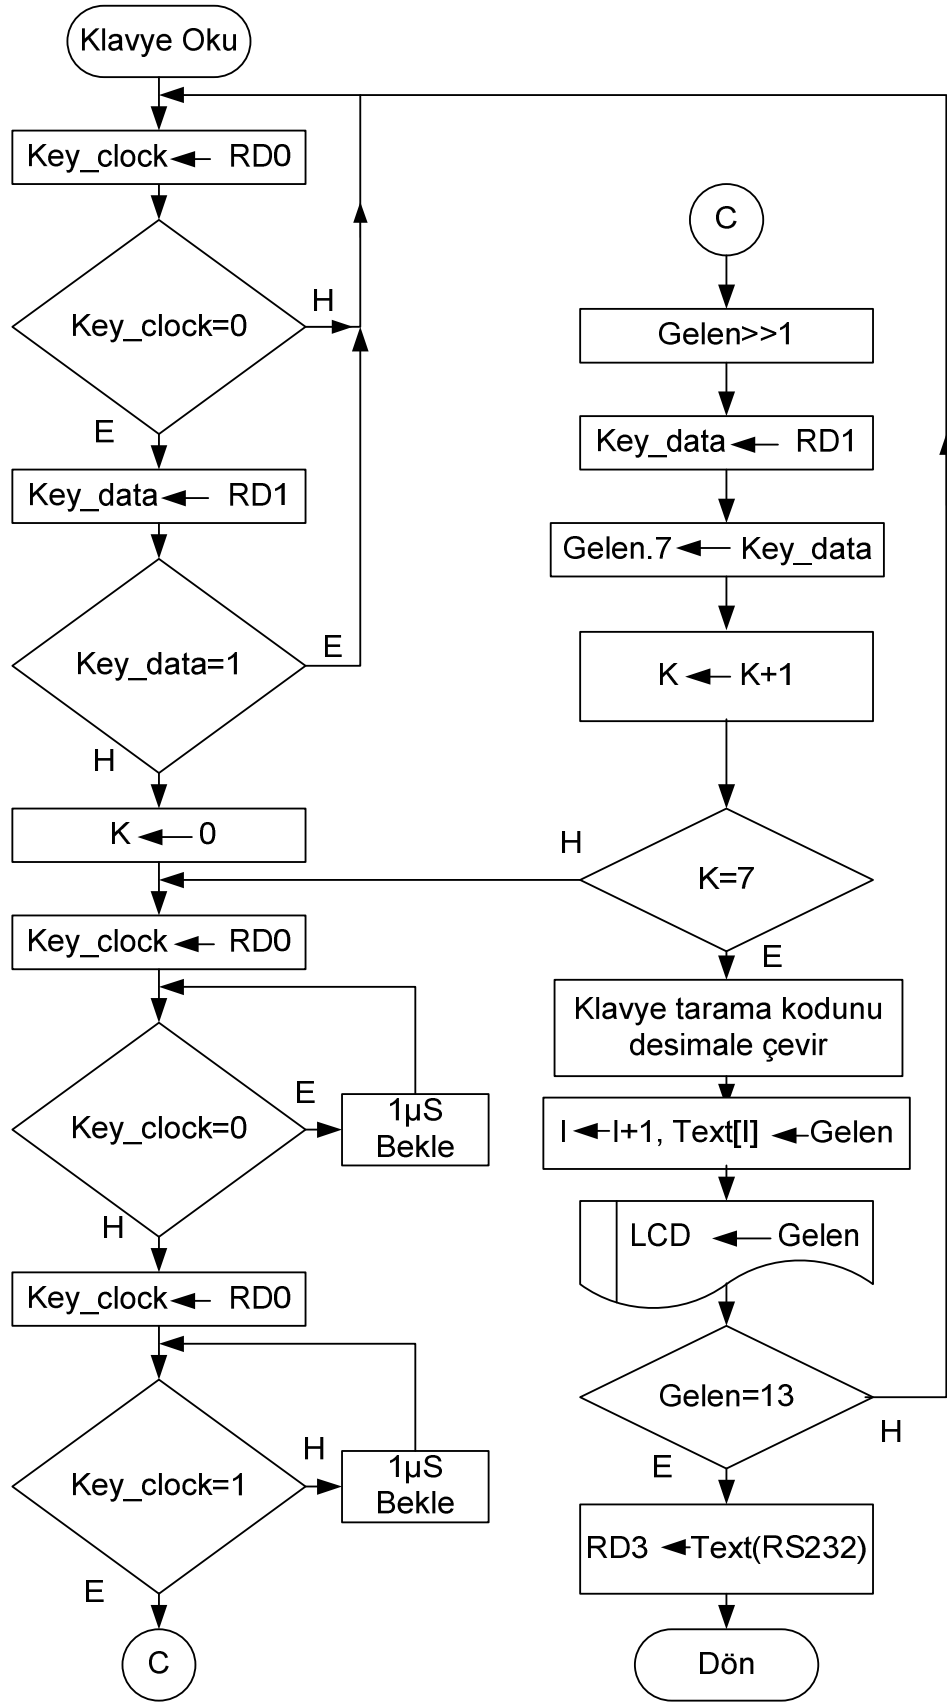 Klavye Oku
Key_clock ← RD0
Key_clock=0
H
E
Key_data ← RD1
Key_data=1
E
H
K ← 0
Key_clock ← RD0
Key_clock=0
E
1µS
Bekle
H
Key_clock ← RD0
Key_clock=1
H
1µS
Bekle
E
C
C
Gelen>>1
Key_data ← RD1
Gelen.7 ← Key_data
K ← K+1
K=7
H
E
Klavye tarama kodunu
desimale çevir
I ← I+1, Text[I] ← Gelen
LCD ← Gelen
Gelen=13
H
E
RD3 ← Text(RS232)
Dön